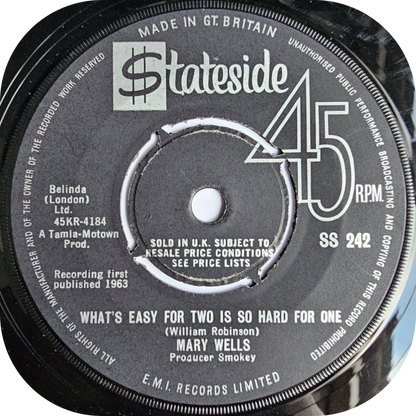 MADE IN GT. BRITAIN
$tateside
45 RPM
UNAUTHORISED PUBLIC PERFORMANCE BROADCASTING AND COPYING OF THIS RECORD PROHIBITED
ALL RIGHTS OF THE MANUFACTURER AND OF THE OWNER OF THE RECORDED WORK RESERVED
Belinda
(London)
Ltd.
45KR-4184
A Tamla-Motown
Prod.
SOLD IN U.K. SUBJECT TO
RESALE PRICE CONDITIONS
SEE PRICE LISTS
SS 242
Recording first
published 1963
WHAT'S EASY FOR TWO IS SO HARD FOR ONE
(William Robinson)
MARY WELLS
Producer Smokey
E.M.I. RECORDS LIMITED